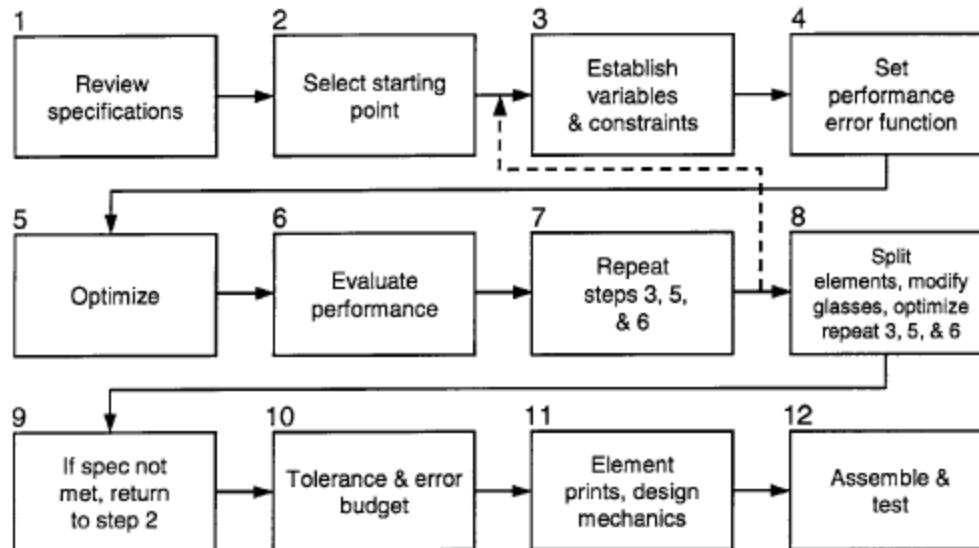 1
Review
specifications
2
Select starting
point
3
Establish
variables
& constraints
4
Set
performance
error function
5
Optimize
6
Evaluate
performance
7
Repeat
steps 3, 5,
& 6
8
Split
elements, modify
glasses, optimize
repeat 3, 5, & 6
9
If spec not
met, return
to step 2
10
Tolerance & error
budget
11
Element
prints, design
mechanics
12
Assemble &
test